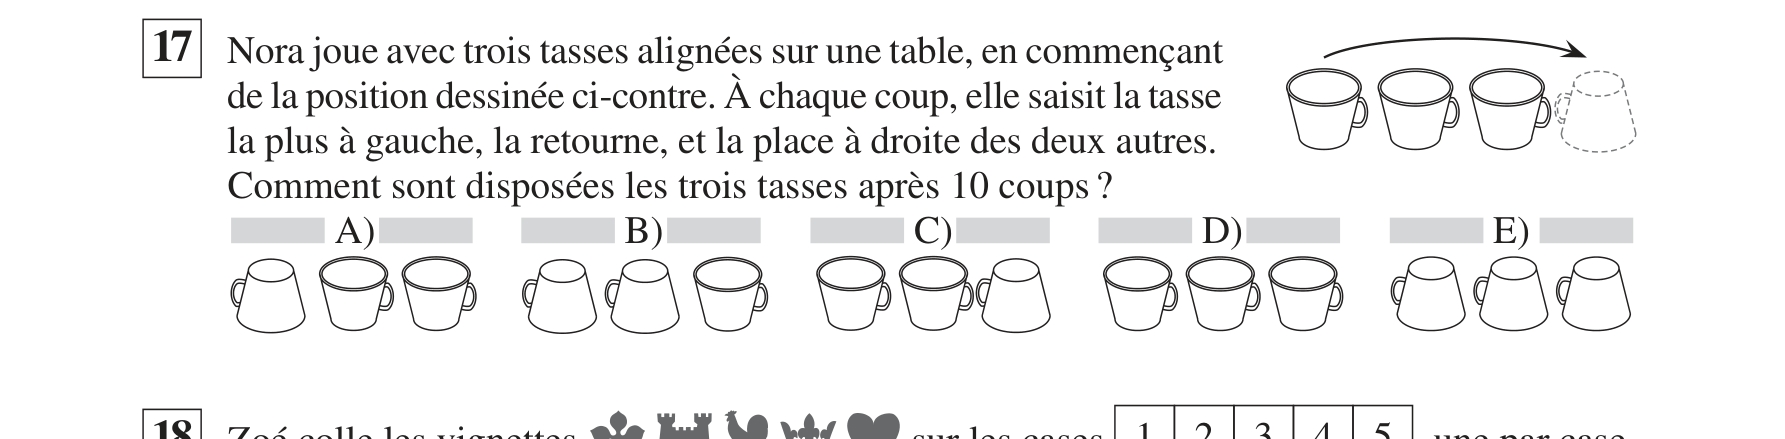 17 Nora joue avec trois tasses alignées sur une table, en commençant
de la position dessinée ci-contre. À chaque coup, elle saisit la tasse
la plus à gauche, la retourne, et la place à droite des deux autres.
Comment sont disposées les trois tasses après 10 coups ?
A) B) C) D) E)
18 Zoé colle les vignettes sur les cases 1 2 3 4 5 une par case